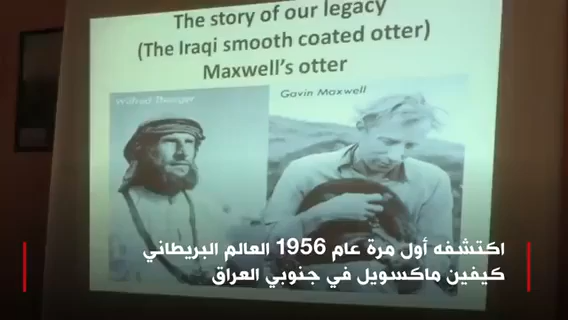 The story of our legacy
(The Iraqi smooth coated otter)
Maxwell's otter
Wilfred Thesiger
Gavin Maxwell
اكتشفه أول مرة عام 1956 العالم البريطاني
كيفين ماكسويل في جنوبي العراق